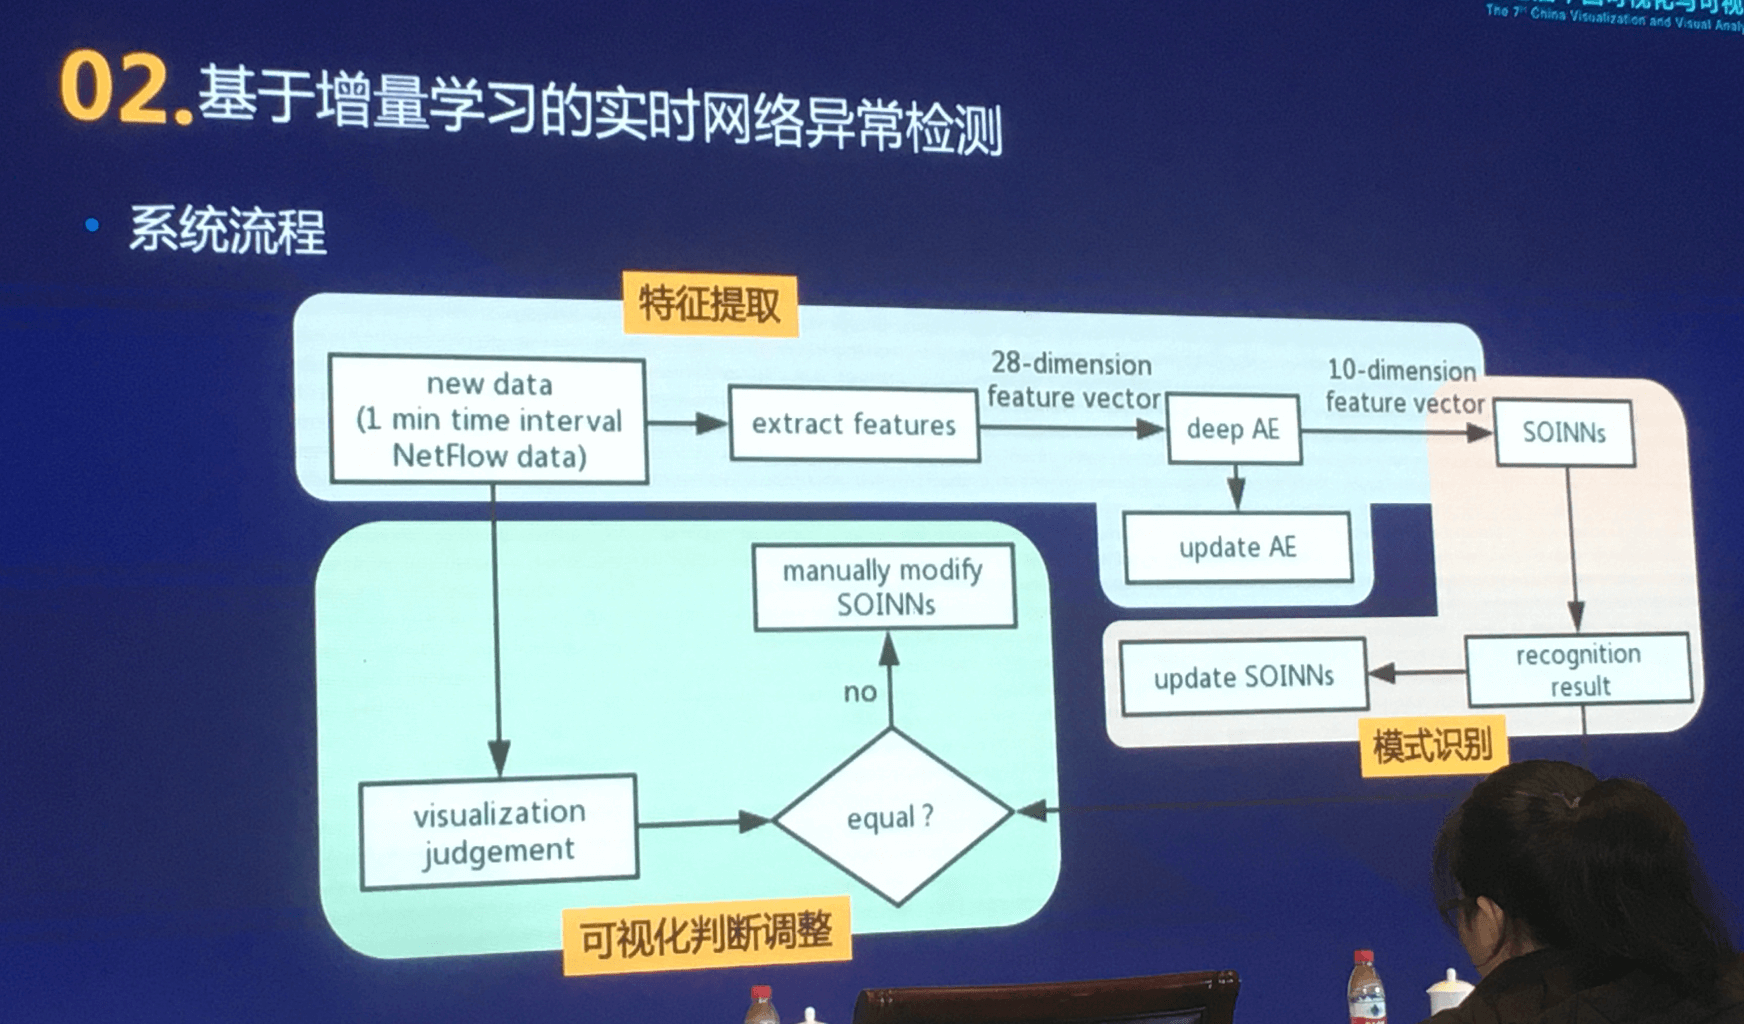 The 7th China Visualization and Visual
02.基于增量学习的实时网络异常检测
• 系统流程
特征提取
new data
(1 min time interval
NetFlow data)
extract features
28-dimension
feature vector
deep AE
10-dimension
feature vector
SOINNs
update AE
manually modify
SOINNs
no
update SOINNs
recognition
result
模式识别
visualization
judgement
equal?
可视化判断调整